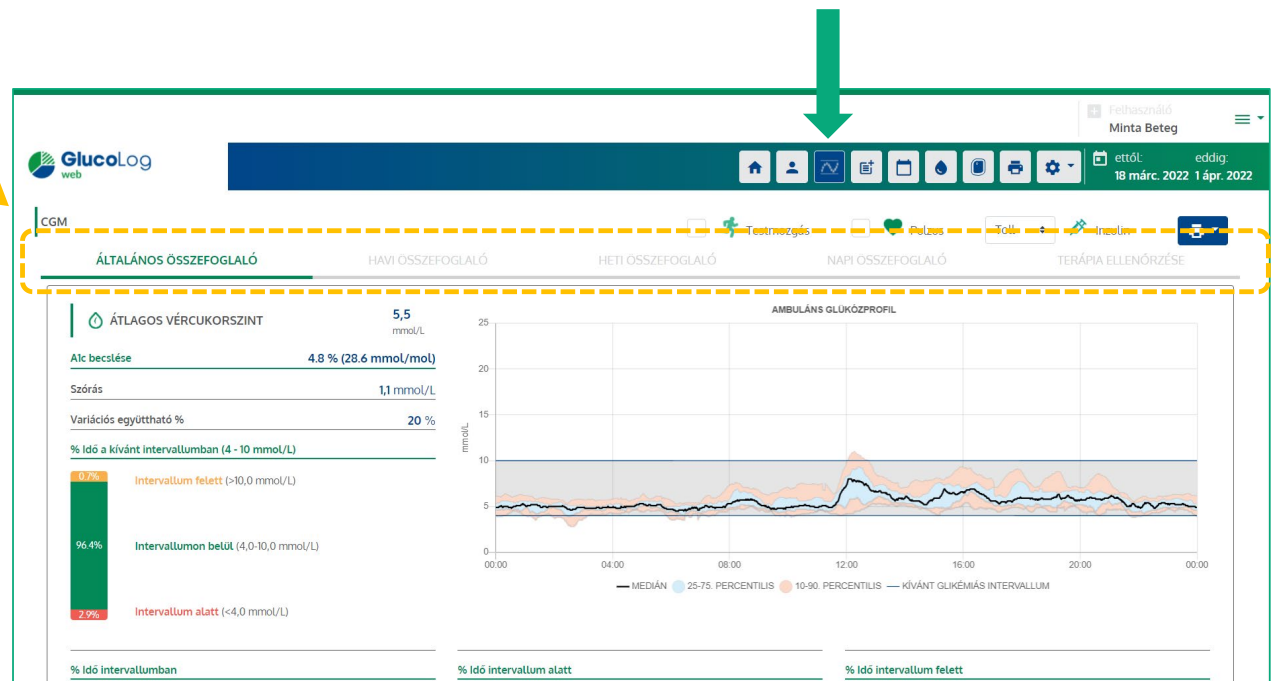 Felhasználó
Minta Beteg
GlucoLog
web
ettől: eddig:
18 márc. 2022 1 ápr. 2022
CGM
Testmozgás Pulzus Toll Inzulin
ÁLTALÁNOS ÖSSZEFOGLALÓ HAVI ÖSSZEFOGLALÓ HETI ÖSSZEFOGLALÓ NAPI ÖSSZEFOGLALÓ TERÁPIA ELLENŐRZÉSE
ÁTLAGOS VÉRCUKORSZINT 5,5
mmol/L
A1c becslése 4.8 % (28.6 mmol/mol)
Szórás 1,1 mmol/L
Variációs együttható % 20 %
% Idő a kívánt intervallumban (4 - 10 mmol/L)
0.7% Intervallum felett (>10,0 mmol/L)
96.4% Intervallumon belül (4,0-10,0 mmol/L)
2.9% Intervallum alatt (<4,0 mmol/L)
AMBULÁNS GLÜKÓZPROFIL
25
20
15
mmol/L
10
5
0
00:00 04:00 08:00 12:00 16:00 20:00 00:00
MEDIÁN 25-75. PERCENTILIS 10-90. PERCENTILIS KÍVÁNT GLIKÉMIÁS INTERVALLUM
% Idő intervallumban % Idő intervallum alatt % Idő intervallum felett